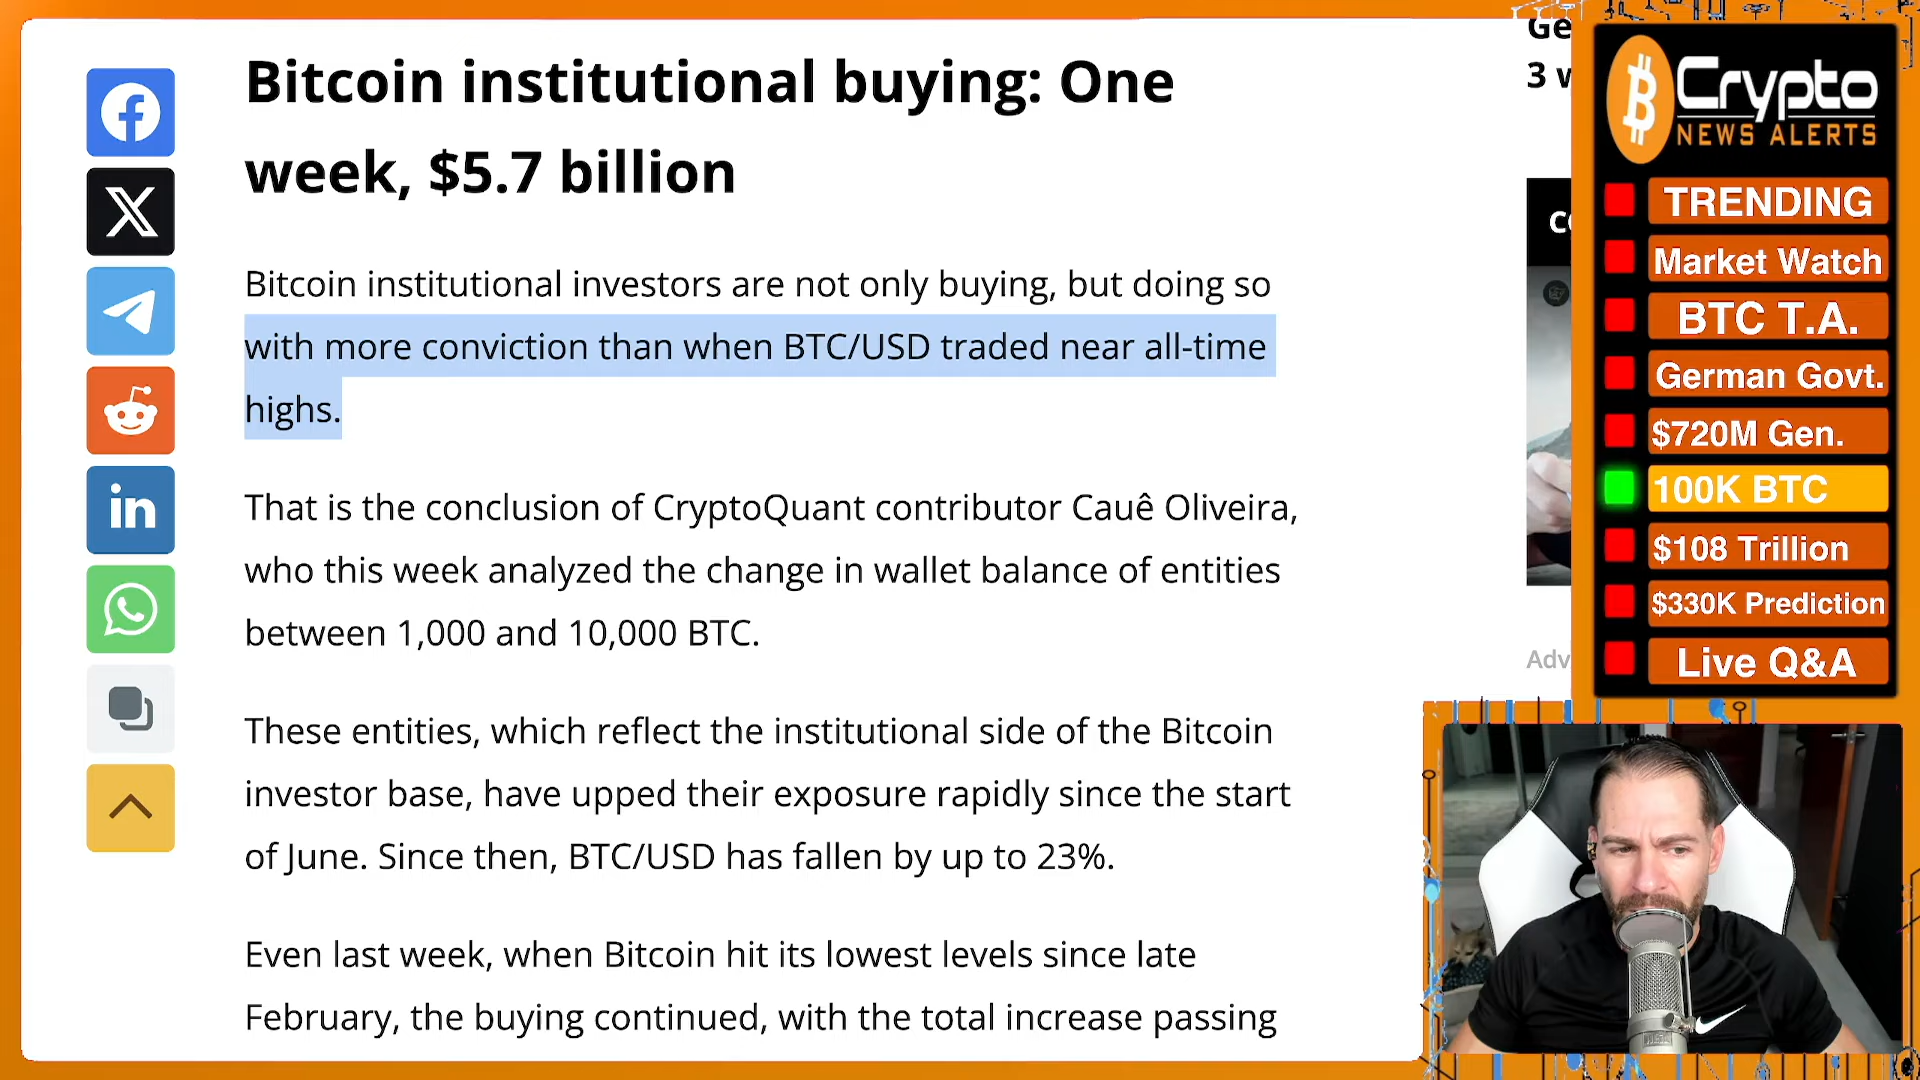 Bitcoin institutional buying: One
week, $5.7 billion
Bitcoin institutional investors are not only buying, but doing so
with more conviction than when BTC/USD traded near all-time
highs.
That is the conclusion of CryptoQuant contributor Cauê Oliveira,
who this week analyzed the change in wallet balance of entities
between 1,000 and 10,000 BTC.
These entities, which reflect the institutional side of the Bitcoin
investor base, have upped their exposure rapidly since the start
of June. Since then, BTC/USD has fallen by up to 23%.
Even last week, when Bitcoin hit its lowest levels since late
February, the buying continued, with the total increase passing
in
Adv
Crypto
NEWS ALERTS
TRENDING
Market Watch
BTC T.A.
German Govt.
$720M Gen.
100K BTC
$108 Trillion
$330K Prediction
Live Q&A